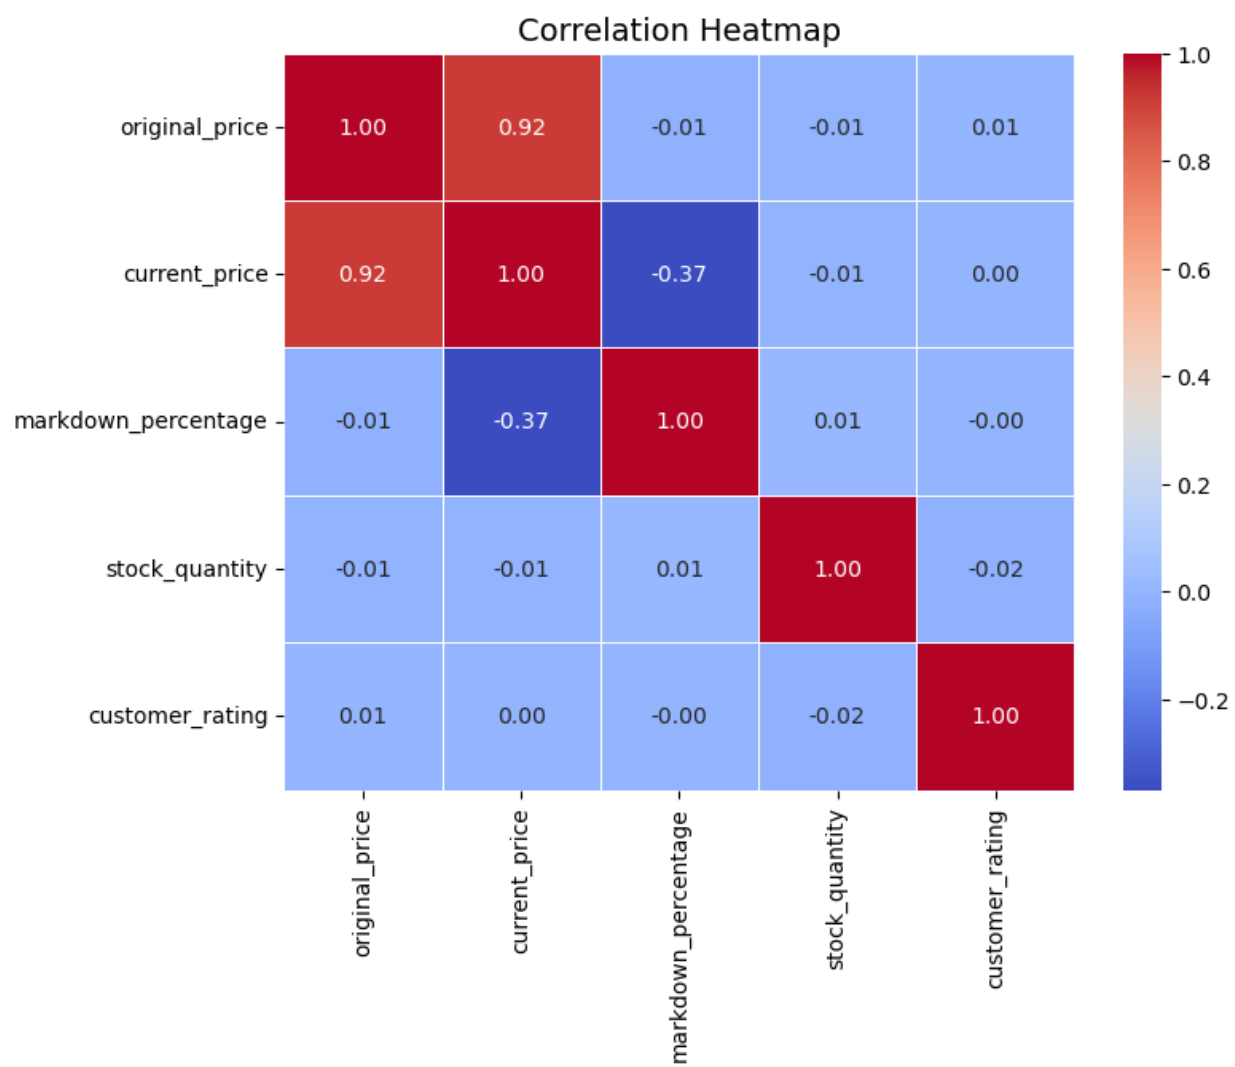 Correlation Heatmap
original_price 1.00 0.92 -0.01 -0.01 0.01
current_price 0.92 1.00 -0.37 -0.01 0.00
markdown_percentage -0.01 -0.37 1.00 0.01 -0.00
stock_quantity -0.01 -0.01 0.01 1.00 -0.02
customer_rating 0.01 0.00 -0.00 -0.02 1.00
original_price
current_price
markdown_percentage
stock_quantity
customer_rating
1.0
0.8
0.6
0.4
0.2
0.0
−0.2